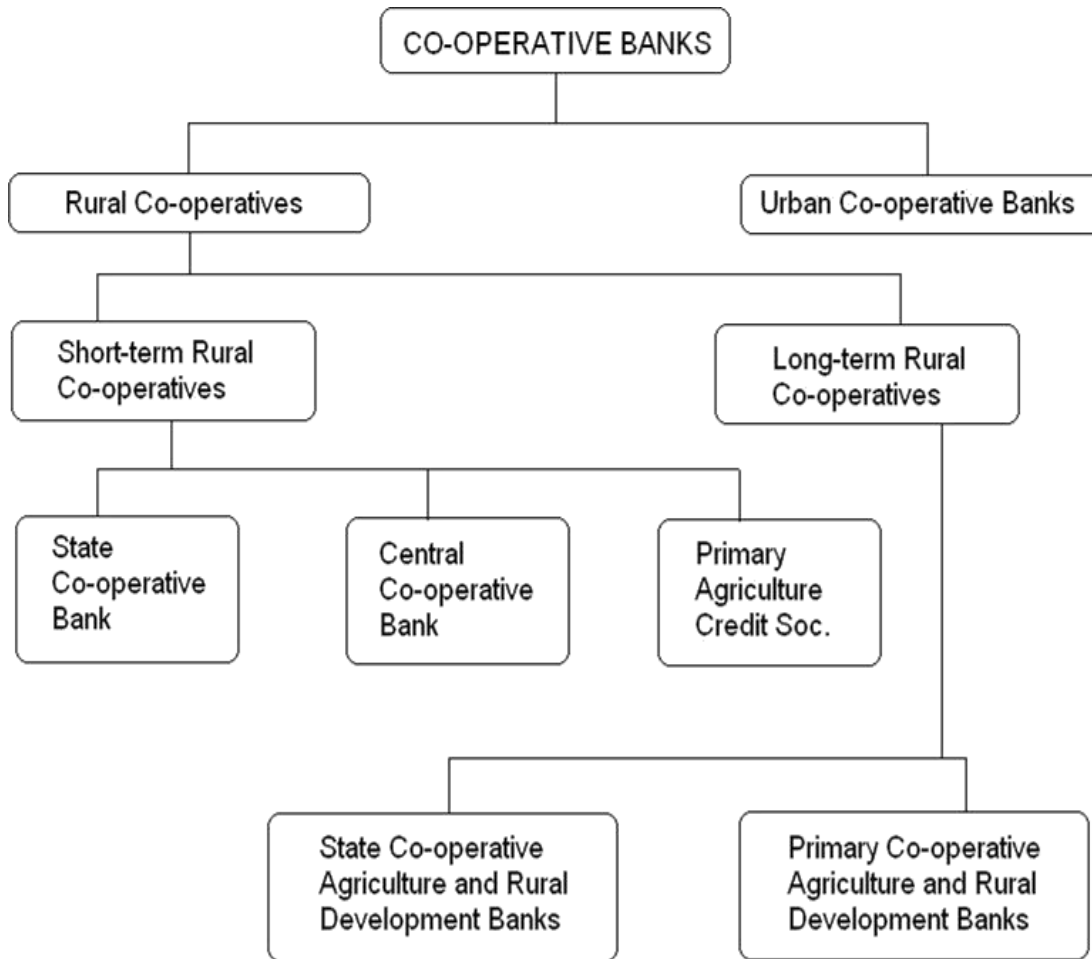 CO-OPERATIVE BANKS
Rural Co-operatives
Urban Co-operative Banks
Short-term Rural
Co-operatives
Long-term Rural
Co-operatives
State
Co-operative
Bank
Central
Co-operative
Bank
Primary
Agriculture
Credit Soc.
State Co-operative
Agriculture and Rural
Development Banks
Primary Co-operative
Agriculture and Rural
Development Banks